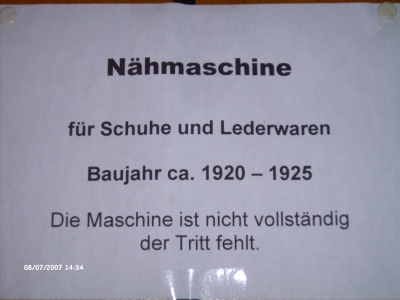 Nähmaschine
für Schuhe und Lederwaren
Baujahr ca. 1920 – 1925
Die Maschine ist nicht vollständig
der Tritt fehlt.
08/07/2007 14:34